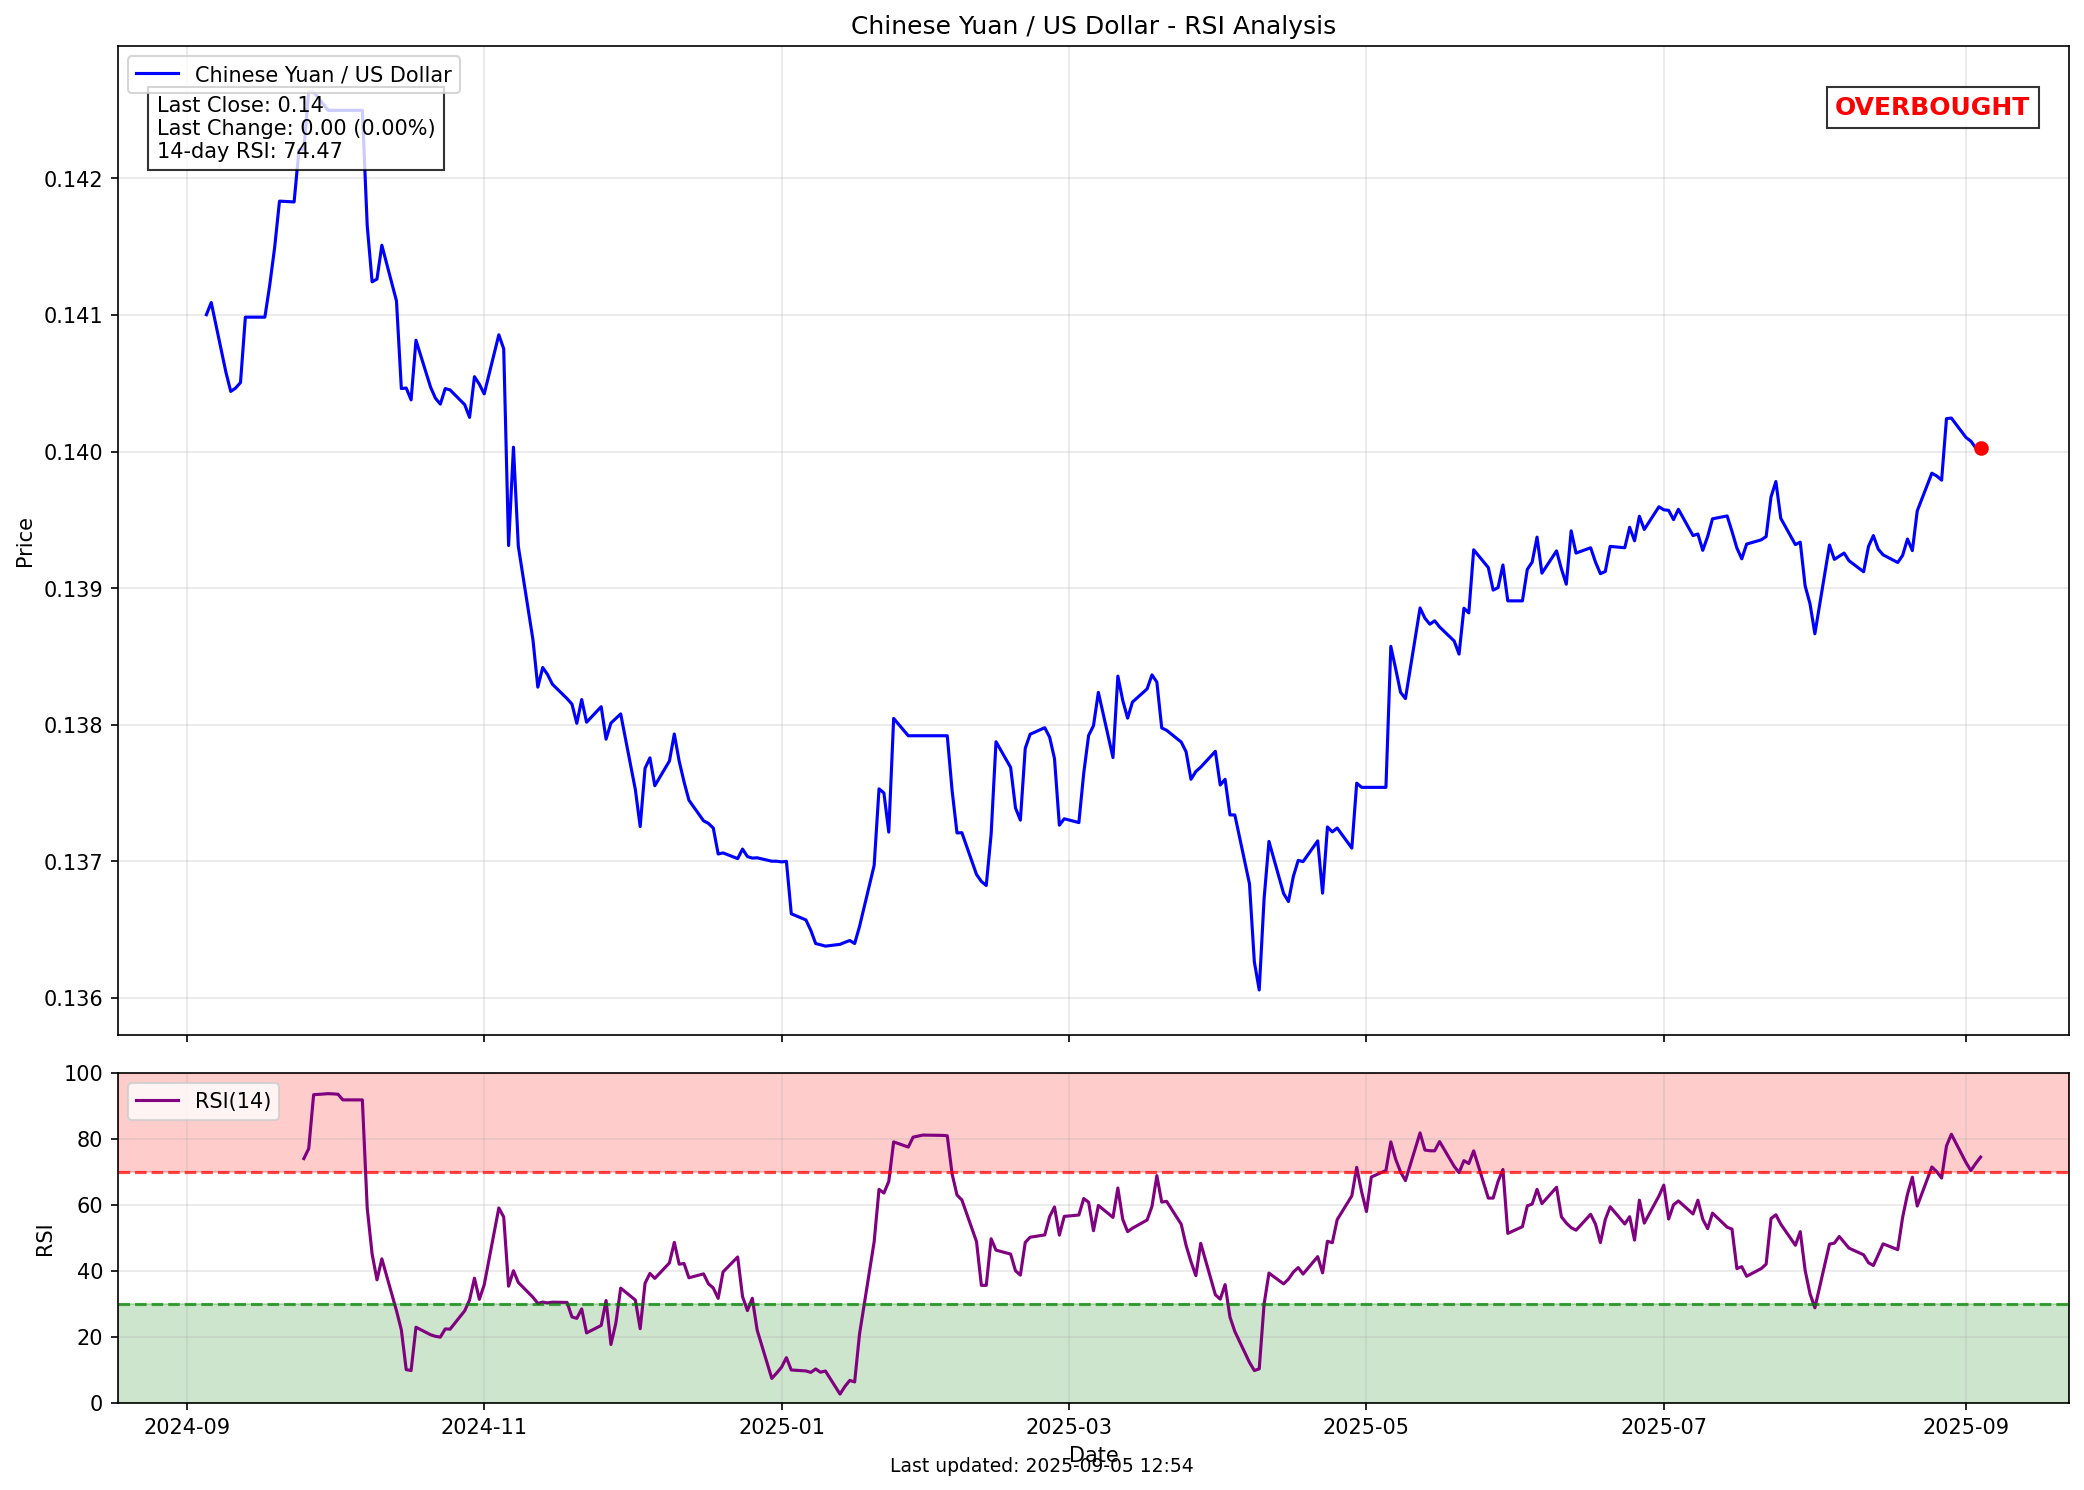 Chinese Yuan / US Dollar - RSI Analysis
Chinese Yuan / US Dollar
Last Close: 0.14
Last Change: 0.00 (0.00%)
14-day RSI: 74.47
OVERBOUGHT
Price
0.142
0.141
0.140
0.139
0.138
0.137
0.136
RSI(14)
RSI
100
80
60
40
20
0
2024-09
2024-11
2025-01
2025-03
2025-05
2025-07
2025-09
Date
Last updated: 2025-09-05 12:54